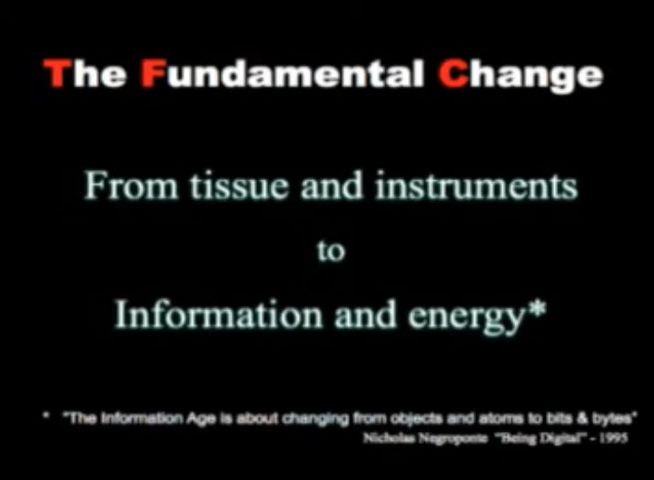 The Fundamental Change
From tissue and instruments
to
Information and energy*
* "The Information Age is about changing from objects and atoms to bits & bytes"
Nicholas Negroponte "Being Digital" - 1995